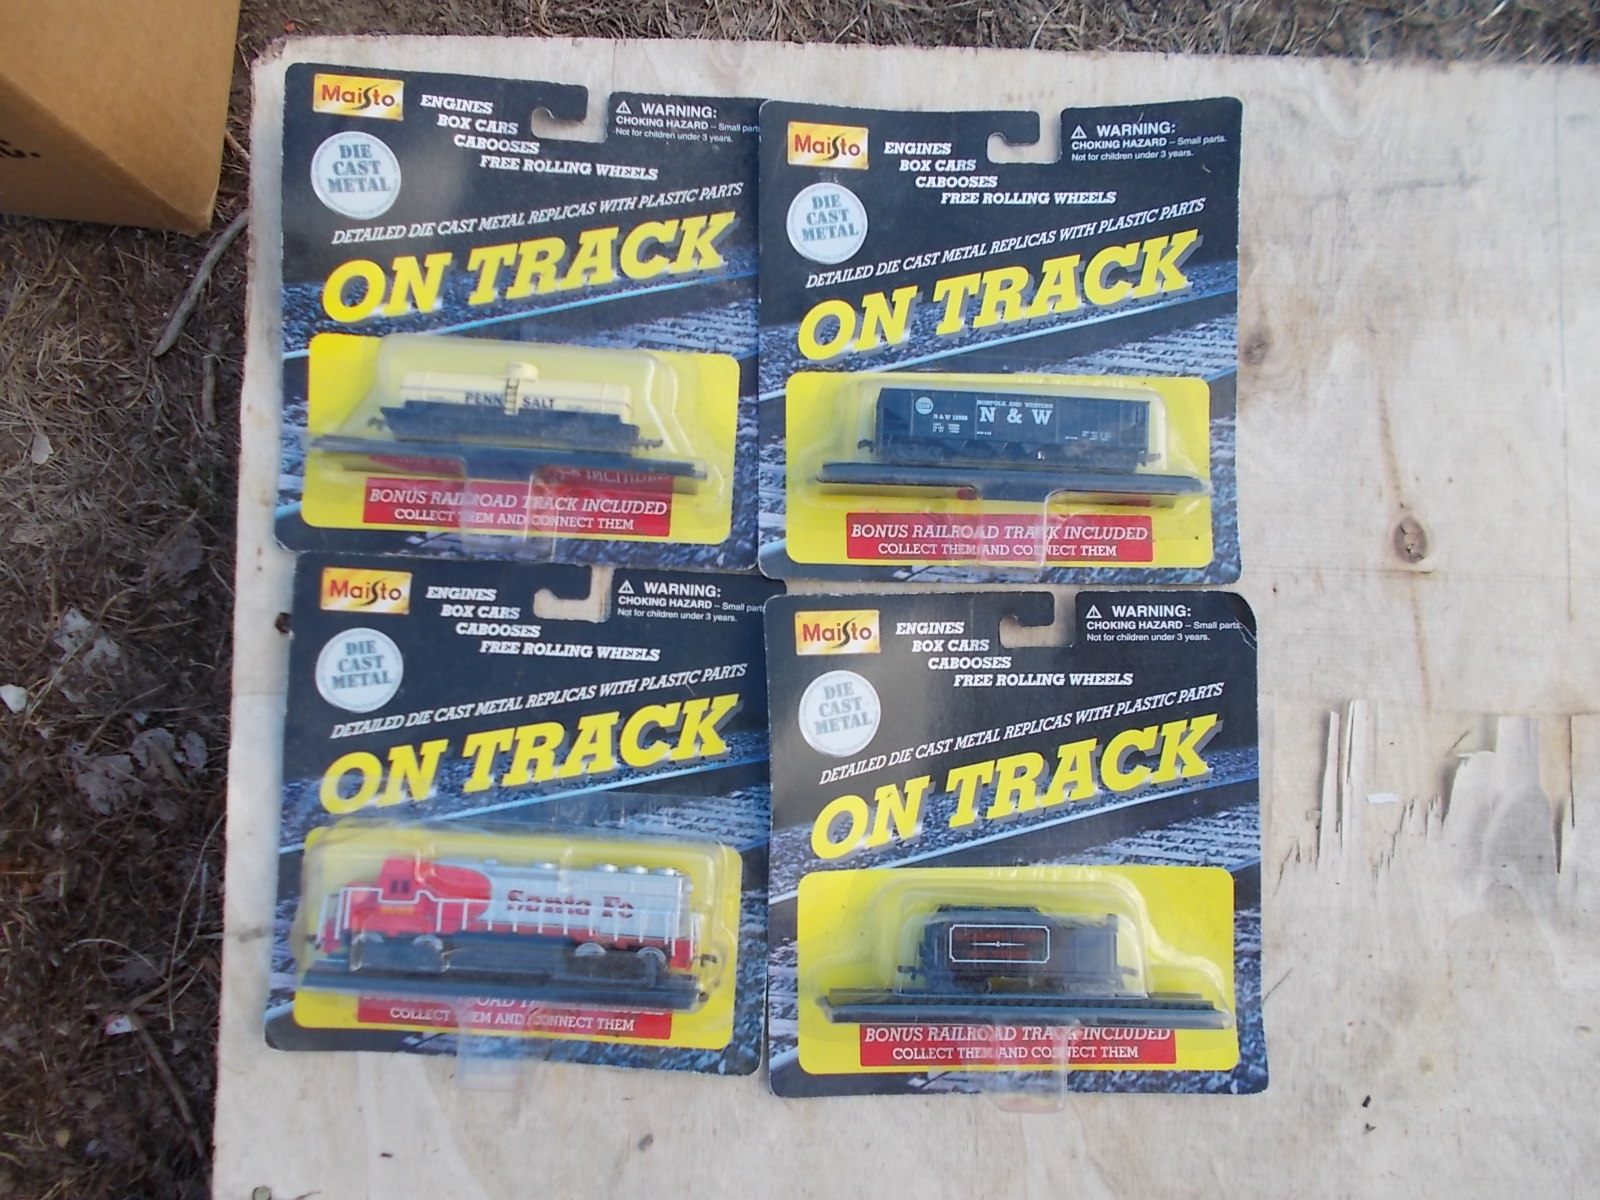 Maisto
ENGINES
BOX CARS
CABOOSES
FREE ROLLING WHEELS
WARNING:
CHOKING HAZARD – Small parts
Not for children under 3 years.
DIE
CAST
METAL
DETAILED DIE CAST METAL REPLICAS WITH PLASTIC PARTS
ON TRACK
PENN SALT
BONUS RAILROAD TRACK INCLUDED
COLLECT THEM AND CONNECT THEM
Maisto
ENGINES
BOX CARS
CABOOSES
FREE ROLLING WHEELS
WARNING:
CHOKING HAZARD – Small parts.
Not for children under 3 years.
DIE
CAST
METAL
DETAILED DIE CAST METAL REPLICAS WITH PLASTIC PARTS
ON TRACK
NORFOLK AND WESTERN
N & W
BONUS RAILROAD TRACK INCLUDED
COLLECT THEM AND CONNECT THEM
Maisto
ENGINES
BOX CARS
CABOOSES
FREE ROLLING WHEELS
WARNING:
CHOKING HAZARD – Small parts
Not for children under 3 years.
DIE
CAST
METAL
DETAILED DIE CAST METAL REPLICAS WITH PLASTIC PARTS
ON TRACK
Santa Fe
COLLECT THEM AND CONNECT THEM
Maisto
ENGINES
BOX CARS
CABOOSES
FREE ROLLING WHEELS
WARNING:
CHOKING HAZARD – Small parts.
Not for children under 3 years.
DIE
CAST
METAL
DETAILED DIE CAST METAL REPLICAS WITH PLASTIC PARTS
ON TRACK
BONUS RAILROAD TRACK INCLUDED
COLLECT THEM AND CONNECT THEM